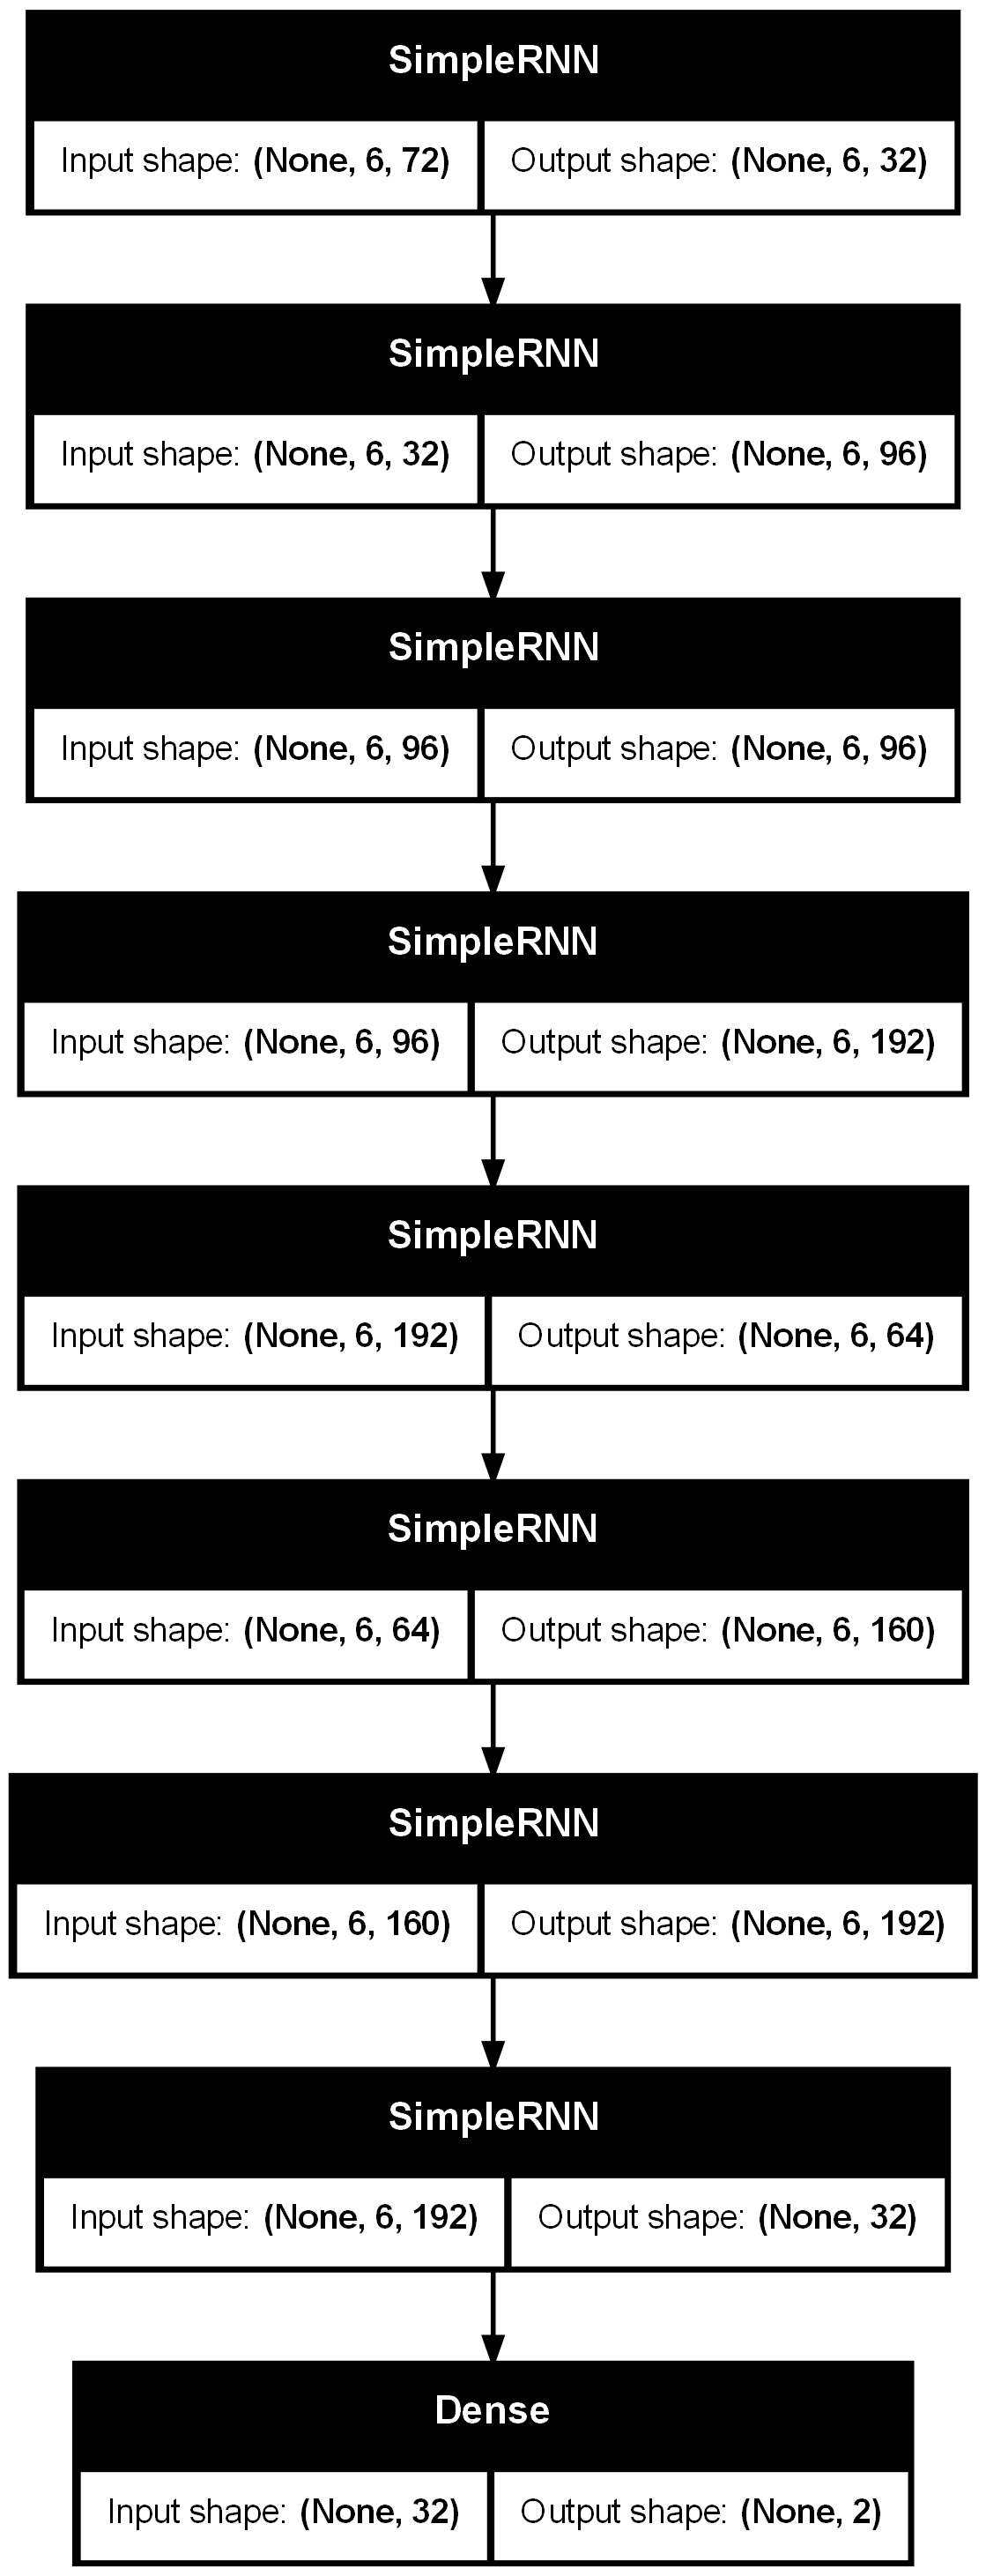 SimpleRNN
Input shape: (None, 6, 72) Output shape: (None, 6, 32)
SimpleRNN
Input shape: (None, 6, 32) Output shape: (None, 6, 96)
SimpleRNN
Input shape: (None, 6, 96) Output shape: (None, 6, 96)
SimpleRNN
Input shape: (None, 6, 96) Output shape: (None, 6, 192)
SimpleRNN
Input shape: (None, 6, 192) Output shape: (None, 6, 64)
SimpleRNN
Input shape: (None, 6, 64) Output shape: (None, 6, 160)
SimpleRNN
Input shape: (None, 6, 160) Output shape: (None, 6, 192)
SimpleRNN
Input shape: (None, 6, 192) Output shape: (None, 32)
Dense
Input shape: (None, 32) Output shape: (None, 2)